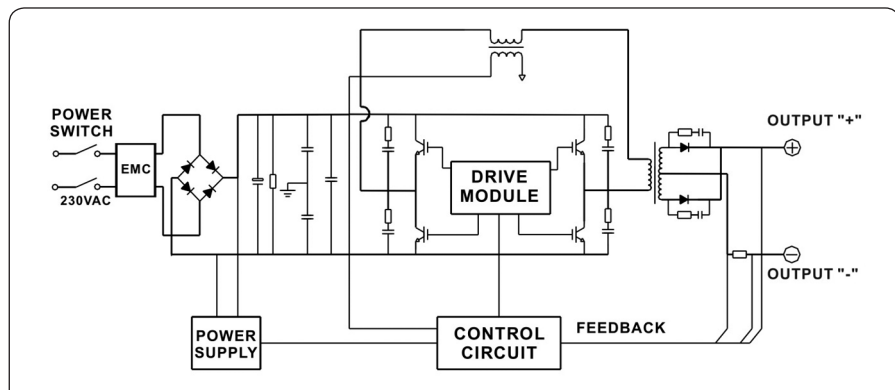 POWER
SWITCH
EMC
230VAC
DRIVE
MODULE
OUTPUT "+"
OUTPUT "-"
POWER
SUPPLY
CONTROL
CIRCUIT
FEEDBACK